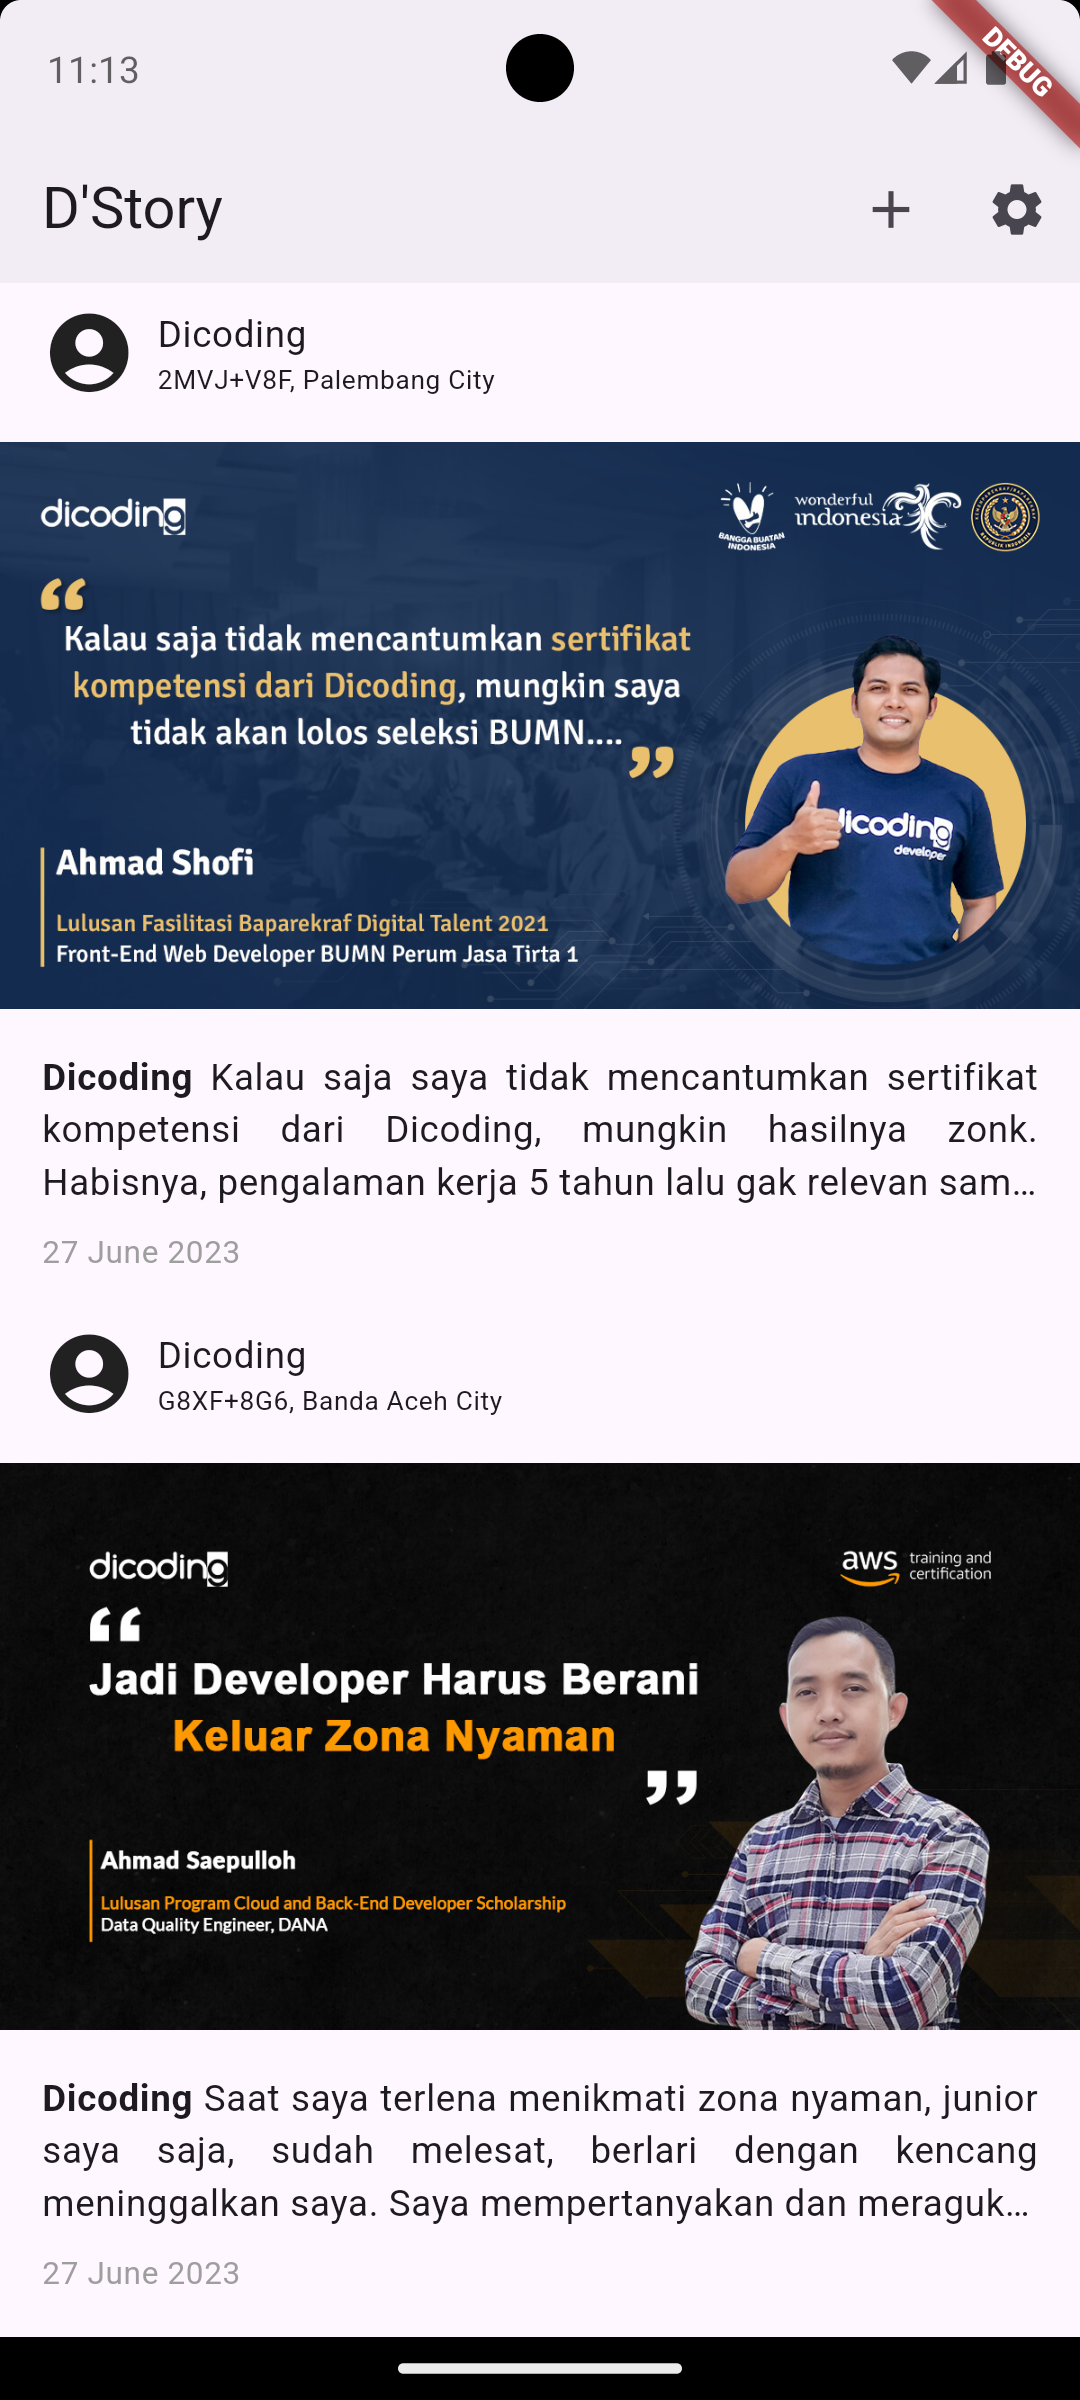 11:13
DEBUG
D'Story
Dicoding
2MVJ+V8F, Palembang City
dicoding
BANGGA BUATAN
INDONESIA
wonderful
indonesia
“
Kalau saja tidak mencantumkan sertifikat
kompetensi dari Dicoding, mungkin saya
tidak akan lolos seleksi BUMN....
”
dicoding
developer
Ahmad Shofi
Lulusan Fasilitasi Baparekraf Digital Talent 2021
Front-End Web Developer BUMN Perum Jasa Tirta 1
Dicoding Kalau saja saya tidak mencantumkan sertifikat
kompetensi dari Dicoding, mungkin hasilnya zonk.
Habisnya, pengalaman kerja 5 tahun lalu gak relevan sam…
27 June 2023
Dicoding
G8XF+8G6, Banda Aceh City
dicoding
aws training and
certification
“
Jadi Developer Harus Berani
Keluar Zona Nyaman
”
Ahmad Saepulloh
Lulusan Program Cloud and Back-End Developer Scholarship
Data Quality Engineer, DANA
Dicoding Saat saya terlena menikmati zona nyaman, junior
saya saja, sudah melesat, berlari dengan kencang
meninggalkan saya. Saya mempertanyakan dan meraguk…
27 June 2023